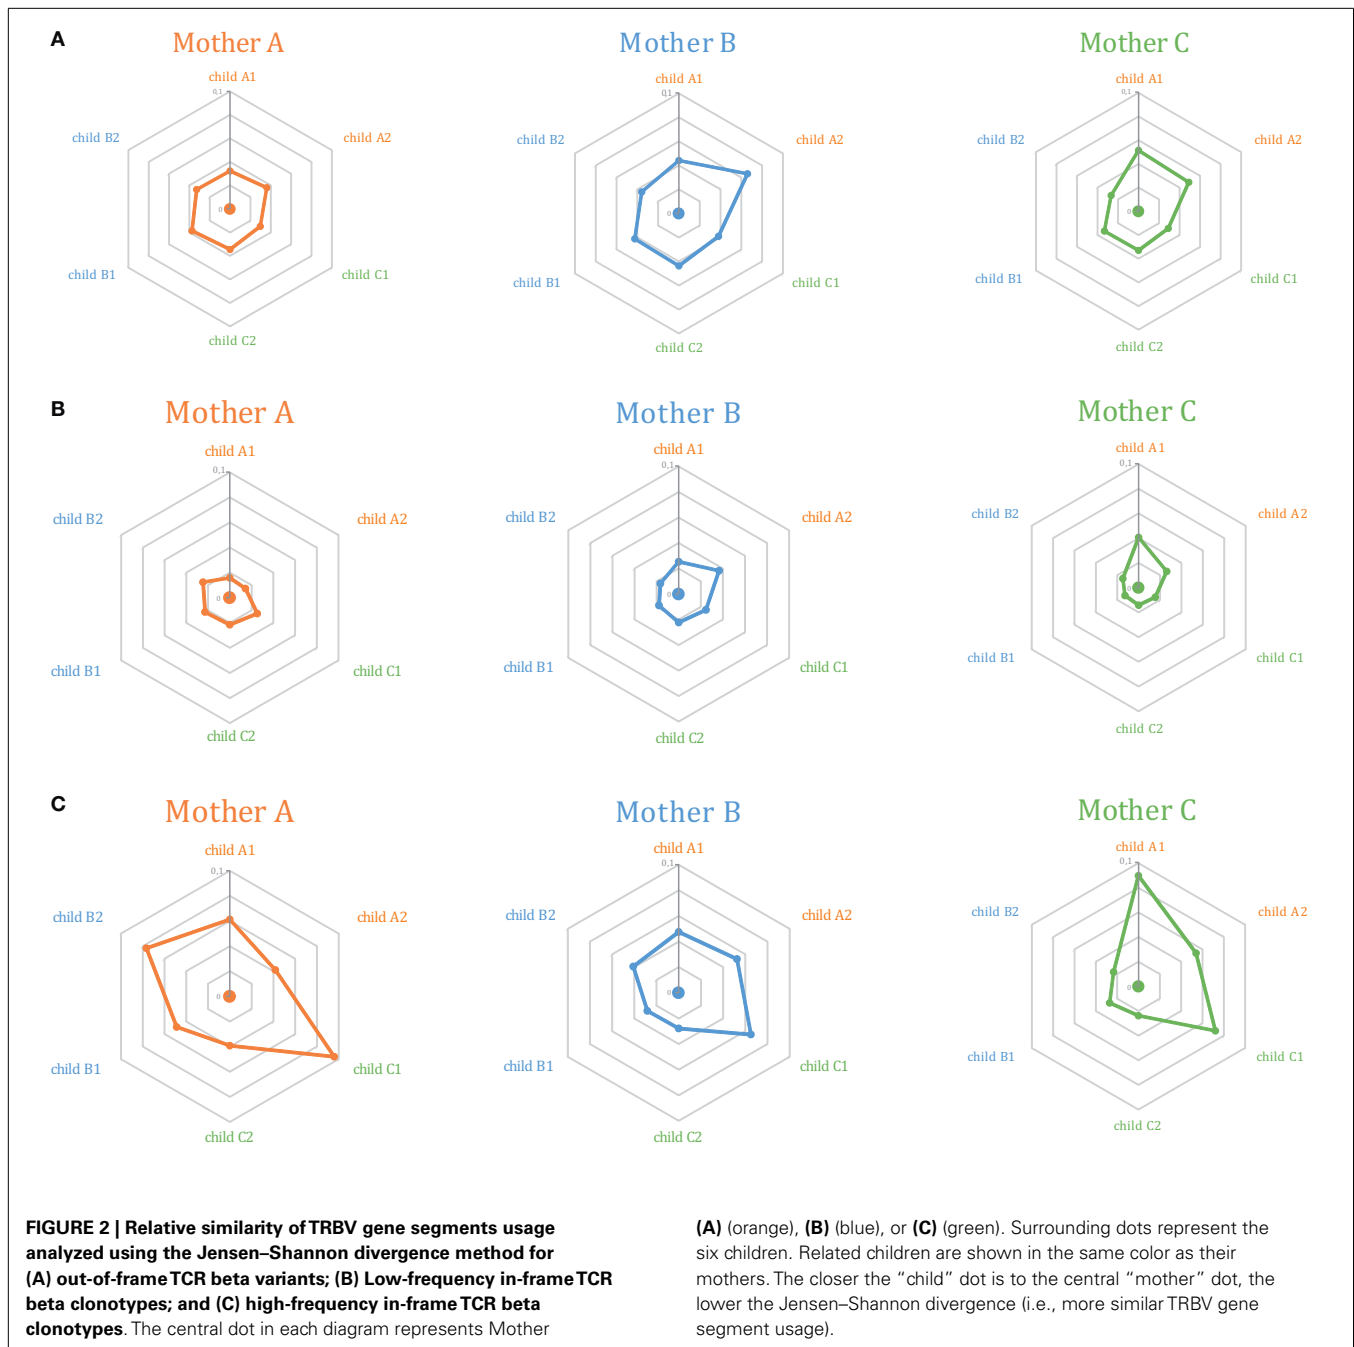 A
Mother A
Mother B
Mother C
child A1
0,1
child B2
child A2
0
child B1
child C1
child C2
child A1
0,1
child B2
child A2
0
child B1
child C1
child C2
child A1
0,1
child B2
child A2
0
child B1
child C1
child C2
B
Mother A
Mother B
Mother C
child A1
0,1
child B2
child A2
0
child B1
child C1
child C2
child A1
0,1
child B2
child A2
0
child B1
child C1
child C2
child A1
0,1
child B2
child A2
0
child B1
child C1
child C2
C
Mother A
Mother B
Mother C
child A1
0,1
child B2
child A2
0
child B1
child C1
child C2
child A1
0,1
child B2
child A2
0
child B1
child C1
child C2
child A1
0,1
child B2
child A2
0
child B1
child C1
child C2
FIGURE 2 | Relative similarity of TRBV gene segments usage
analyzed using the Jensen–Shannon divergence method for
(A) out-of-frame TCR beta variants; (B) Low-frequency in-frame TCR
beta clonotypes; and (C) high-frequency in-frame TCR beta
clonotypes. The central dot in each diagram represents Mother
(A) (orange), (B) (blue), or (C) (green). Surrounding dots represent the
six children. Related children are shown in the same color as their
mothers. The closer the “child” dot is to the central “mother” dot, the
lower the Jensen–Shannon divergence (i.e., more similar TRBV gene
segment usage).